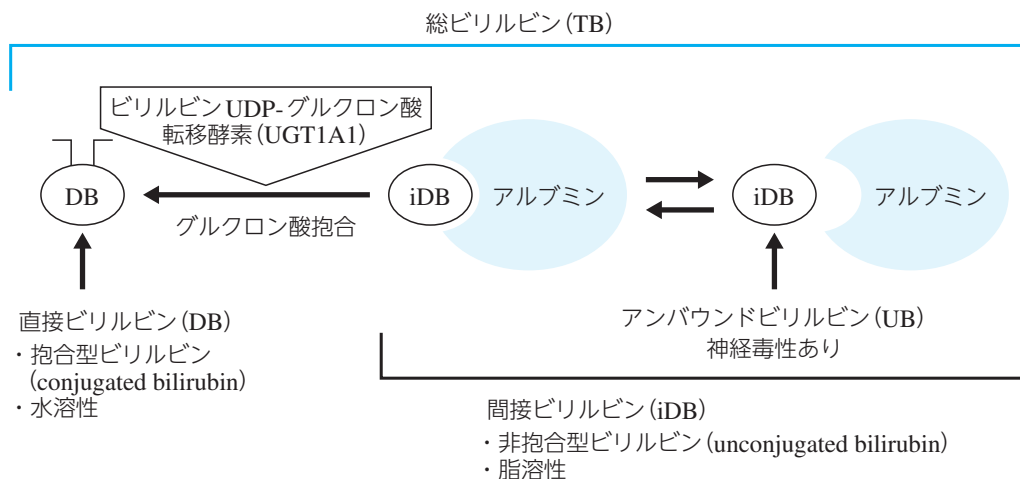 総ビリルビン(TB)
ビリルビンUDP-グルクロン酸
転移酵素(UGT1A1)
DB
iDB
アルブミン
iDB
アルブミン
グルクロン酸抱合
直接ビリルビン(DB)
・抱合型ビリルビン
(conjugated bilirubin)
・水溶性
アンバウンドビリルビン(UB)
神経毒性あり
間接ビリルビン(iDB)
・非抱合型ビリルビン(unconjugated bilirubin)
・脂溶性